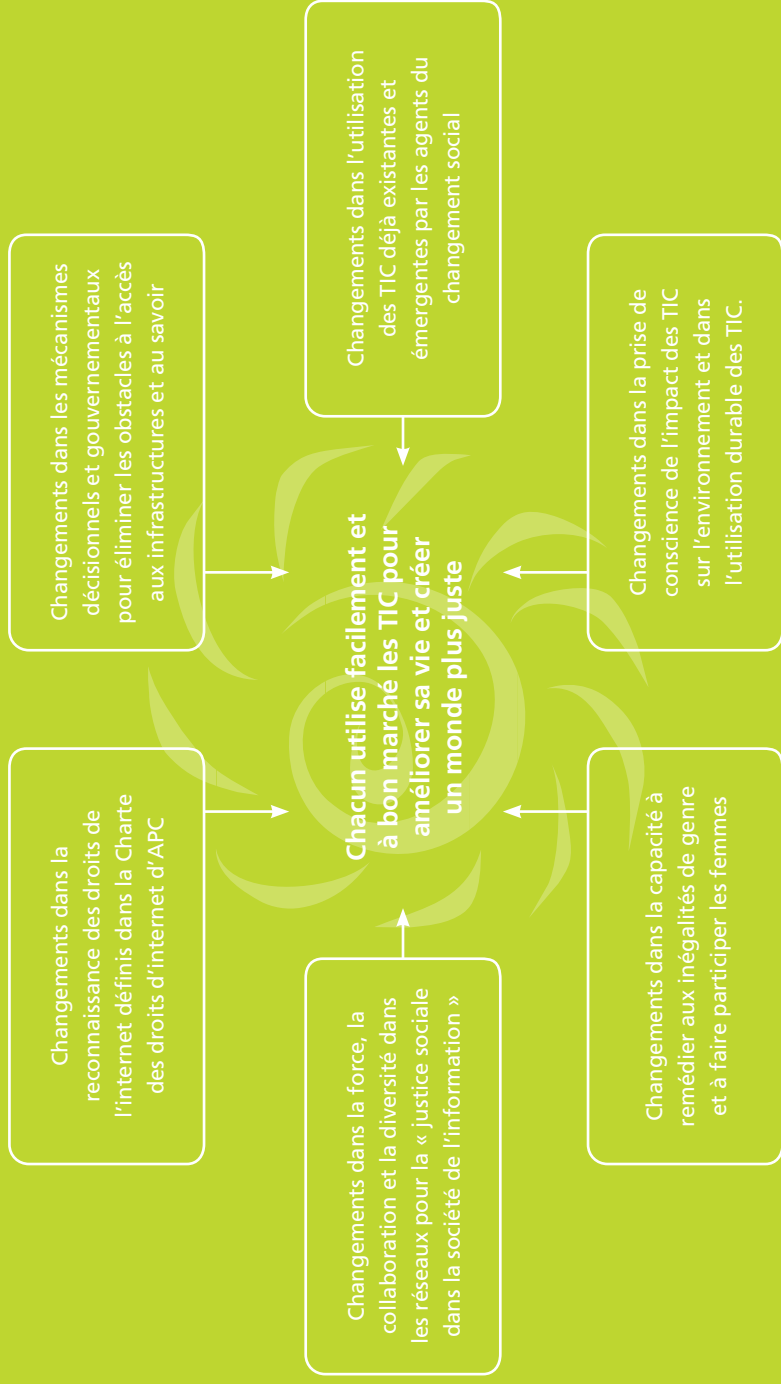 Changements dans la
reconnaissance des droits de
l'internet définis dans la Charte
des droits d'internet d'APC
Changements dans les mécanismes
décisionnels et gouvernementaux
pour éliminer les obstacles à l'accès
aux infrastructures et au savoir
Changements dans la force, la
collaboration et la diversité dans
les réseaux pour la « justice sociale
dans la société de l'information »
Chacun utilise facilement et
à bon marché les TIC pour
améliorer sa vie et créer
un monde plus juste
Changements dans l'utilisation
des TIC déjà existantes et
émergentes par les agents du
changement social
Changements dans la capacité à
remédier aux inégalités de genre
et à faire participer les femmes
Changements dans la prise de
conscience de l'impact des TIC
sur l'environnement et dans
l'utilisation durable des TIC.